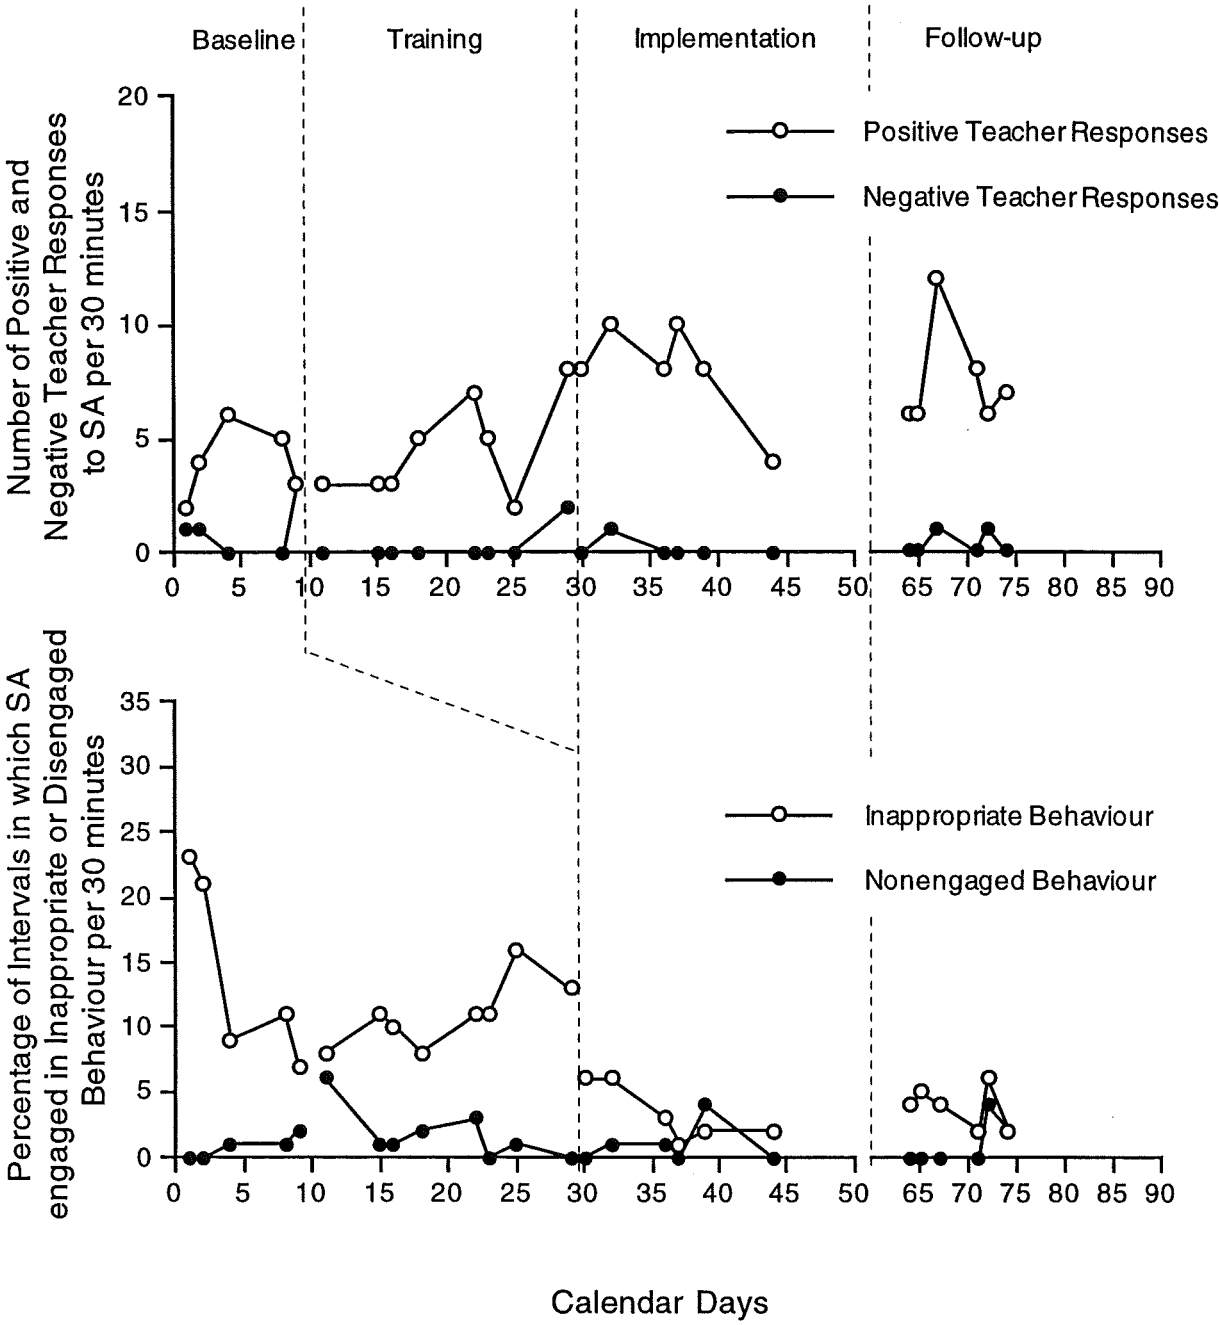 Baseline Training Implementation Follow-up
Number of Positive and
Negative Teacher Responses
to SA per 30 minutes
20
15
10
5
0
Positive Teacher Responses
Negative Teacher Responses
0 5 10 15 20 25 30 35 40 45 50 65 70 75 80 85 90
Percentage of Intervals in which SA
engaged in Inappropriate or Disengaged
Behaviour per 30 minutes
35
30
25
20
15
10
5
0
Inappropriate Behaviour
Nonengaged Behaviour
0 5 10 15 20 25 30 35 40 45 50 65 70 75 80 85 90
Calendar Days